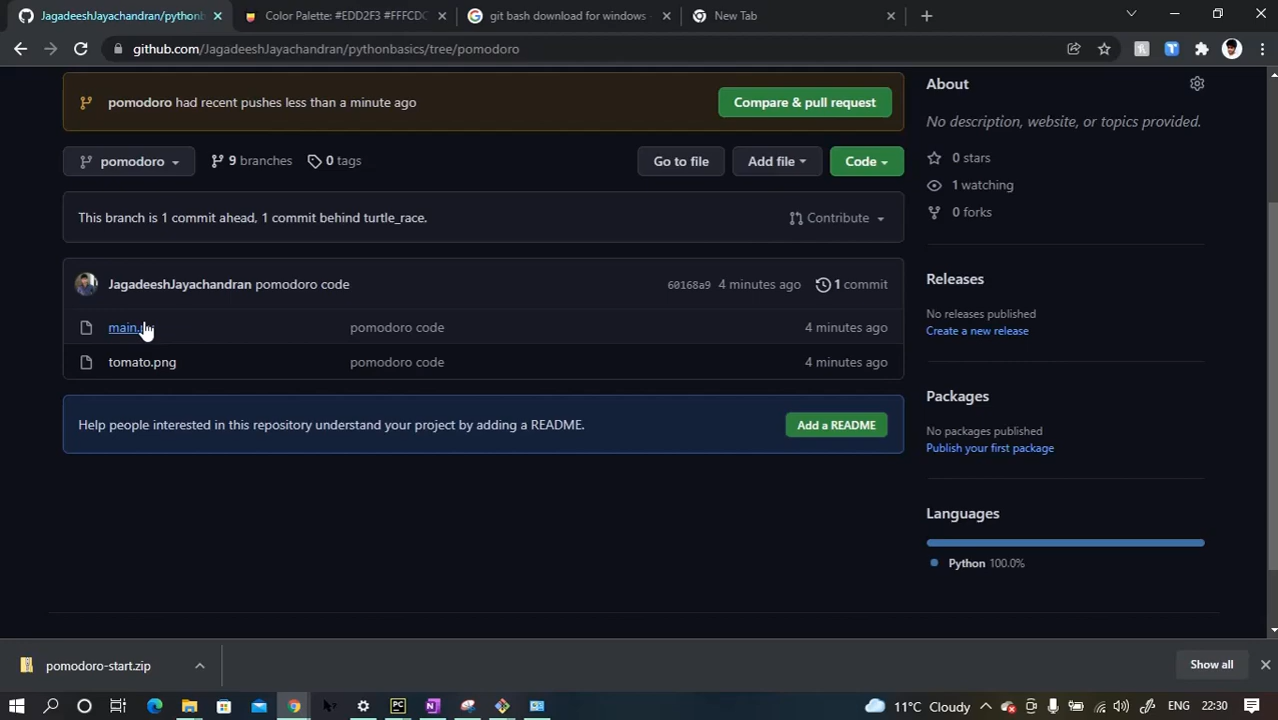 JagadeeshJayachandran/pythonb
Color Palette: #EDD2F3 #FFFCDC
git bash download for windows -
New Tab
github.com/JagadeeshJayachandran/pythonbasics/tree/pomodoro
pomodoro had recent pushes less than a minute ago
Compare & pull request
About
No description, website, or topics provided.
pomodoro
9 branches
0 tags
Go to file
Add file
Code
0 stars
1 watching
0 forks
This branch is 1 commit ahead, 1 commit behind turtle_race.
Contribute
JagadeeshJayachandran pomodoro code
60168a9 4 minutes ago
1 commit
Releases
No releases published
Create a new release
main.
pomodoro code
4 minutes ago
tomato.png
pomodoro code
4 minutes ago
Packages
No packages published
Publish your first package
Help people interested in this repository understand your project by adding a README.
Add a README
Languages
Python 100.0%
pomodoro-start.zip
Show all
PC
N
11°C Cloudy
ENG
22:30